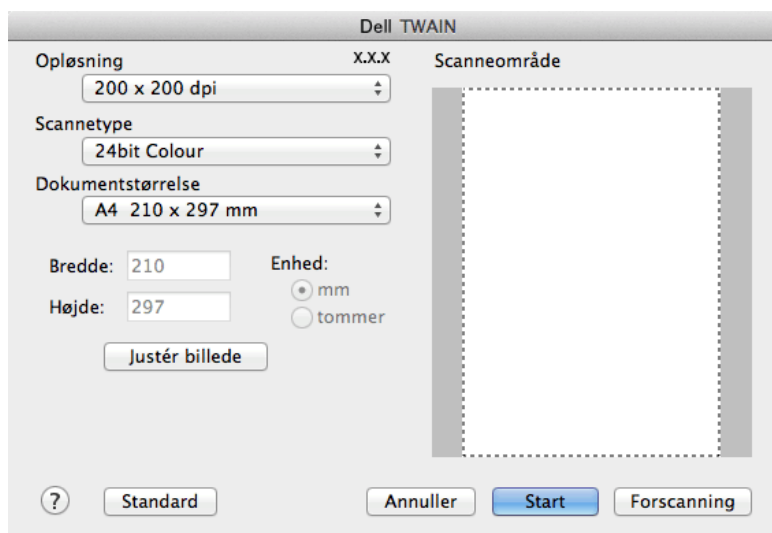 Dell TWAIN
Opløsning X.X.X
200 x 200 dpi
Scannetype
24bit Colour
Dokumentstørrelse
A4 210 x 297 mm
Bredde: 210
Højde: 297
Enhed:
mm
tommer
Justér billede
Scanneområde
? Standard Annuller Start Forscanning